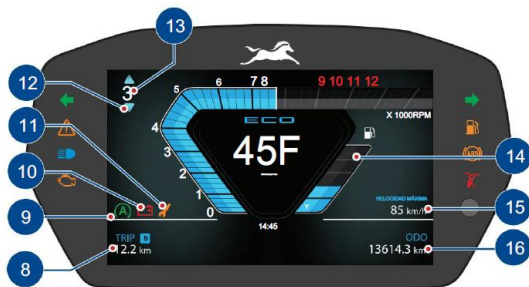 13
12
11
10
9
8
14
15
16
3
5 6 7 8 9 10 11 12
4
3
2
1
0
X 1000RPM
ECO
45F
ABS
A
VELOCIDAD MÁXIMA
85 km/h
14:45
TRIP B
12.2 km
ODO
13614.3 km